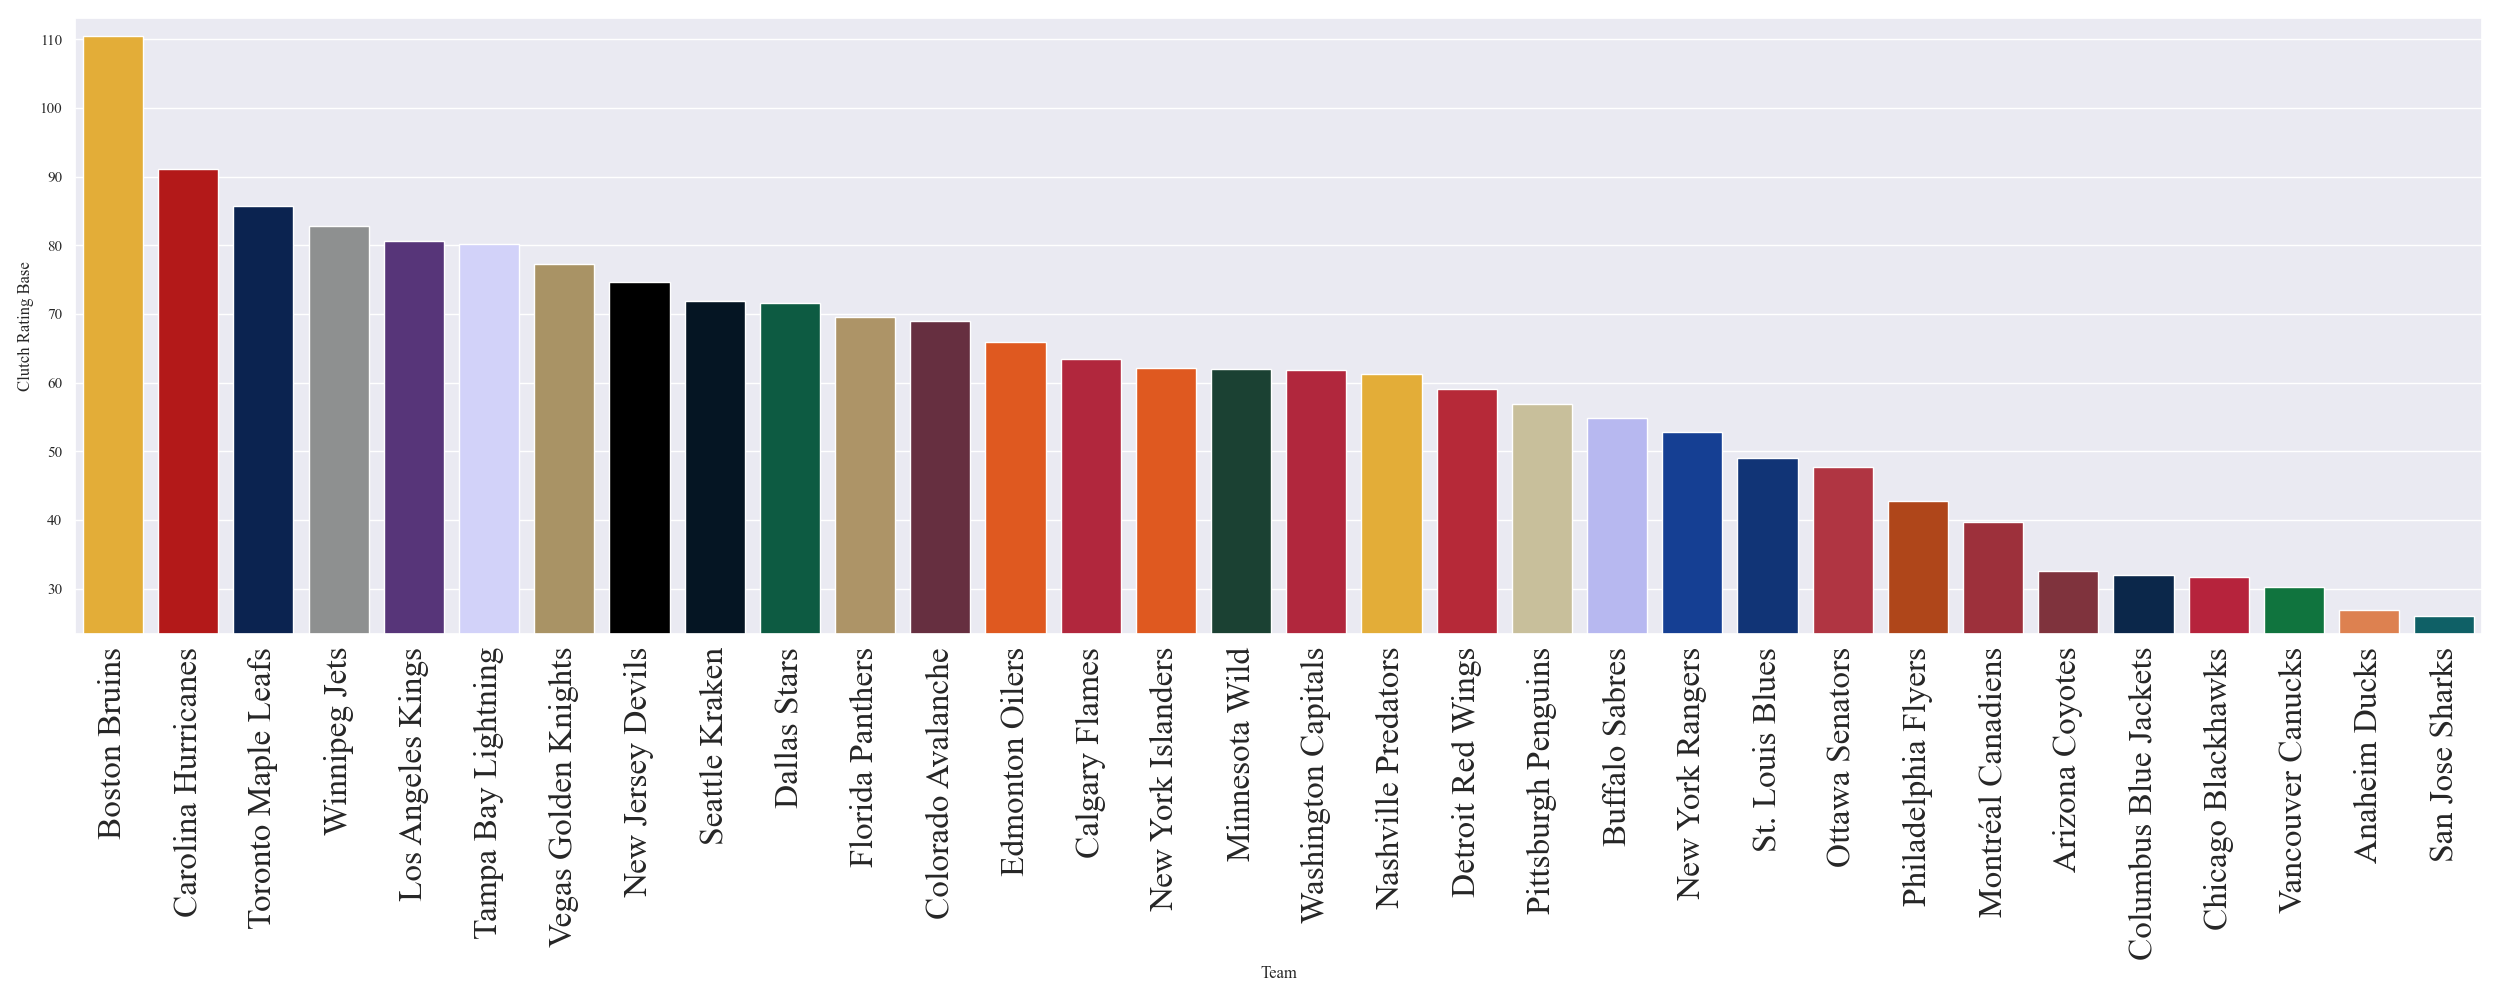 Clutch Rating Base
110
100
90
80
70
60
50
40
30
Boston Bruins
Carolina Hurricanes
Toronto Maple Leafs
Winnipeg Jets
Los Angeles Kings
Tampa Bay Lightning
Vegas Golden Knights
New Jersey Devils
Seattle Kraken
Dallas Stars
Florida Panthers
Colorado Avalanche
Edmonton Oilers
Calgary Flames
New York Islanders
Minnesota Wild
Washington Capitals
Nashville Predators
Detroit Red Wings
Pittsburgh Penguins
Buffalo Sabres
New York Rangers
St. Louis Blues
Ottawa Senators
Philadelphia Flyers
Montréal Canadiens
Arizona Coyotes
Columbus Blue Jackets
Chicago Blackhawks
Vancouver Canucks
Anaheim Ducks
San Jose Sharks
Team